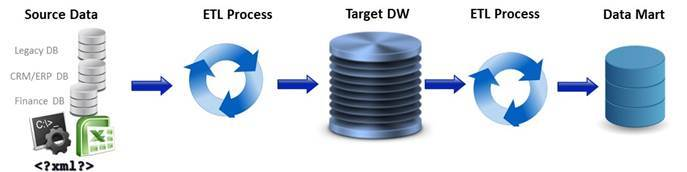 Source Data
ETL Process
Target DW
ETL Process
Data Mart
Legacy DB
CRM/ERP DB
Finance DB
C:\>_
<?xml?>